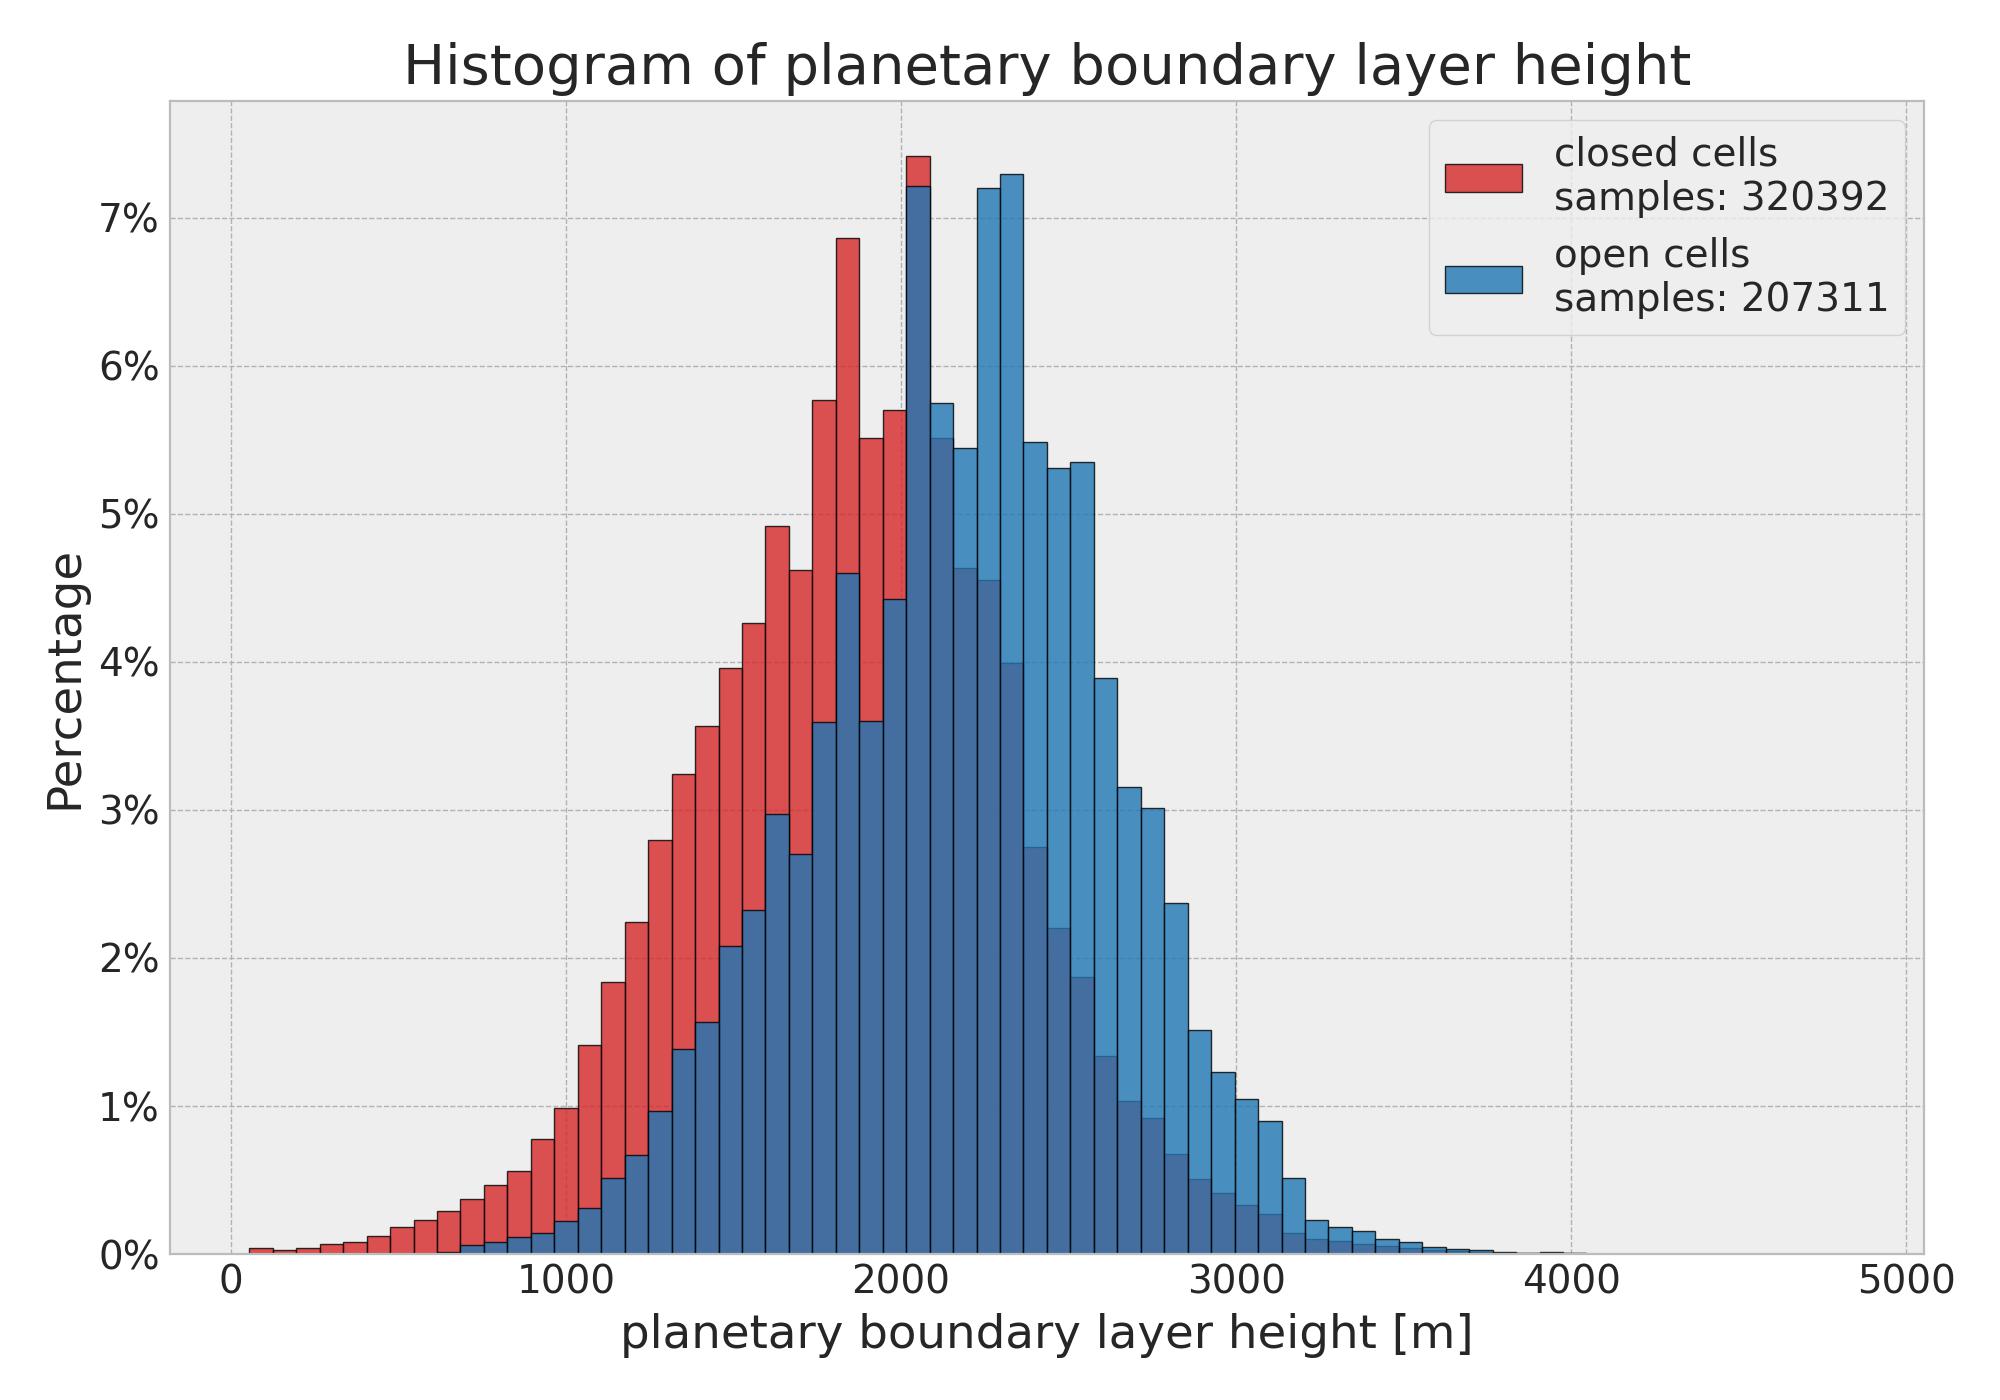 Histogram of planetary boundary layer height
closed cells
samples: 320392
open cells
samples: 207311
Percentage
7%
6%
5%
4%
3%
2%
1%
0%
0 1000 2000 3000 4000 5000
planetary boundary layer height [m]